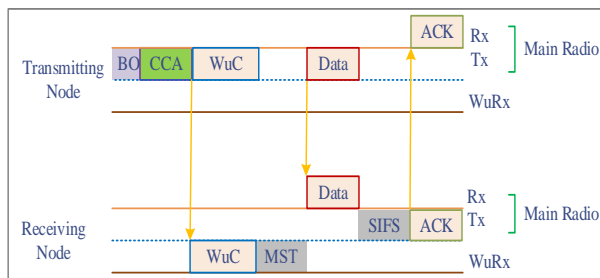 ACK Rx
BO CCA WuC Data Tx Main Radio
Transmitting
Node
WuRx
Data Rx
SIFS ACK Tx Main Radio
Receiving
Node
WuC MST WuRx